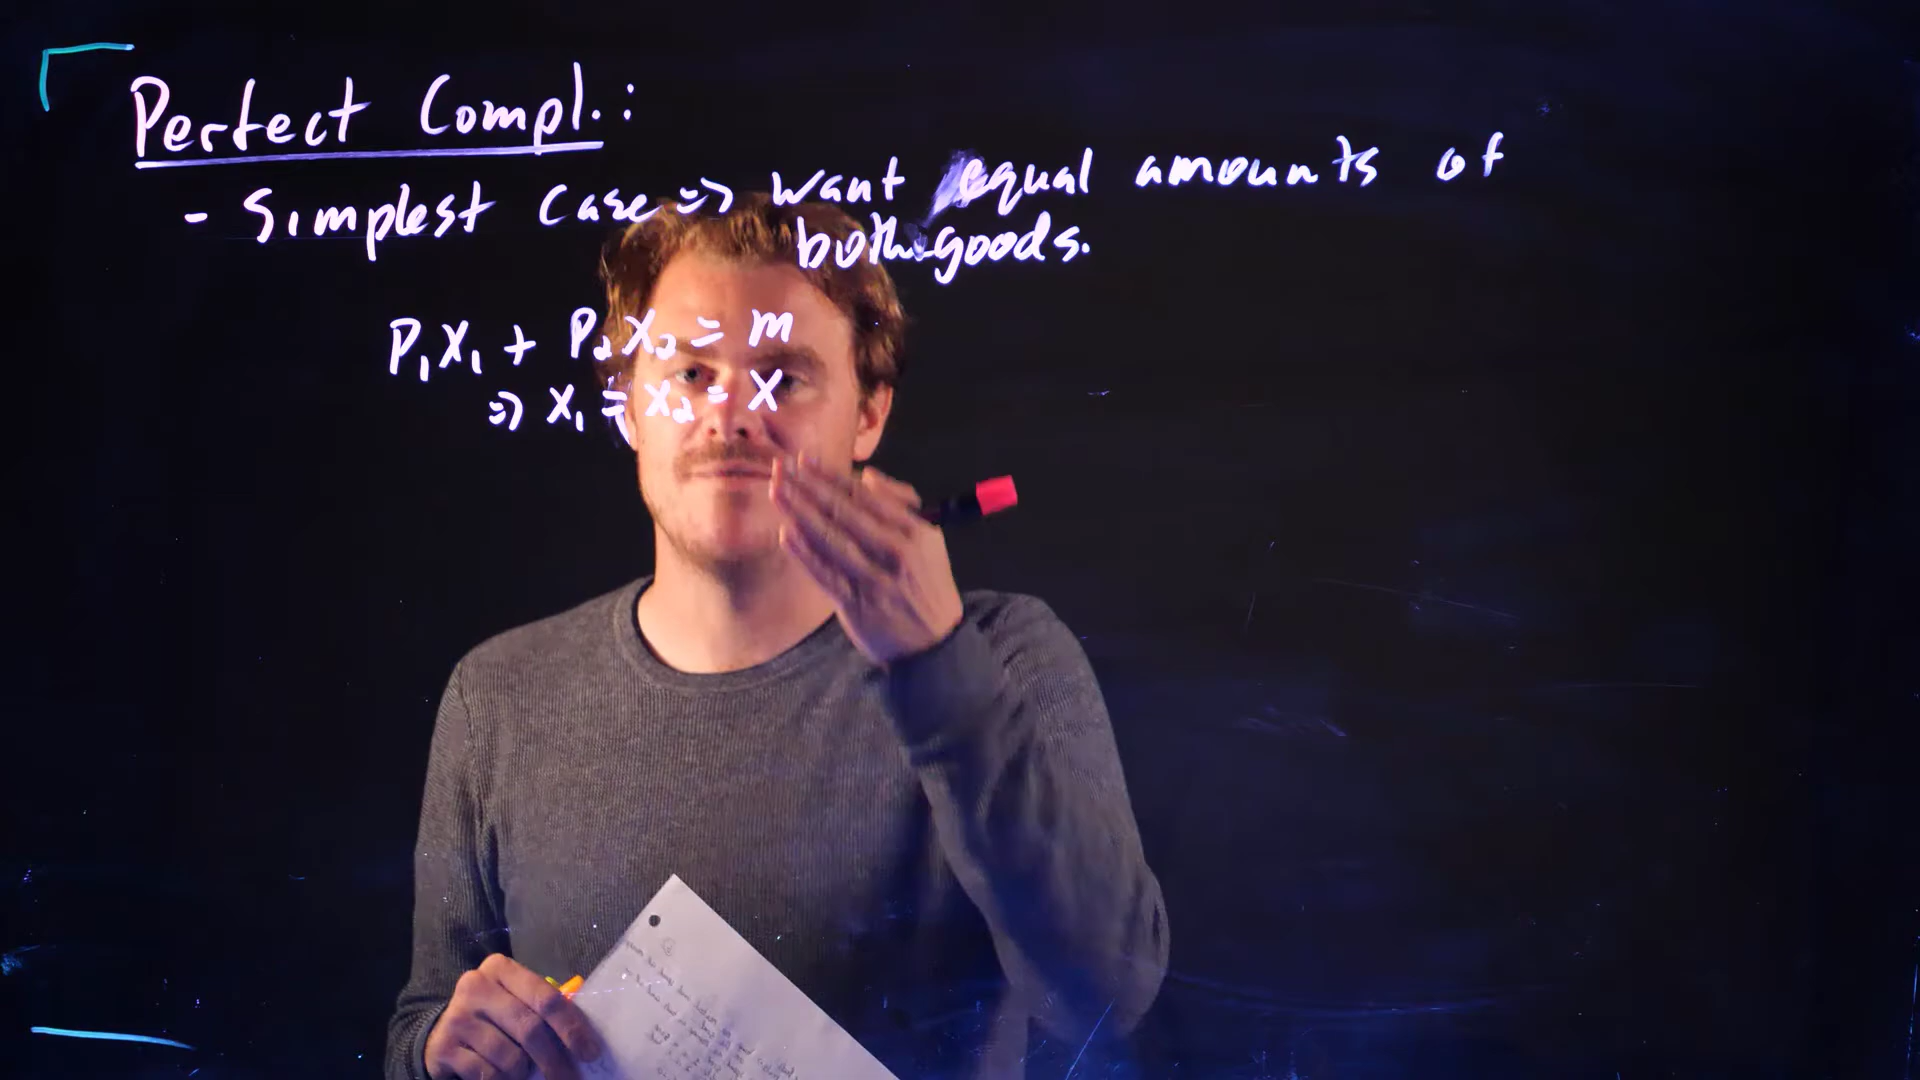 Perfect Compl.:
- Simplest Case => Want equal amounts of
both goods.
P₁X₁ + P₂X₂ = m
=> X₁ = X₂ = X